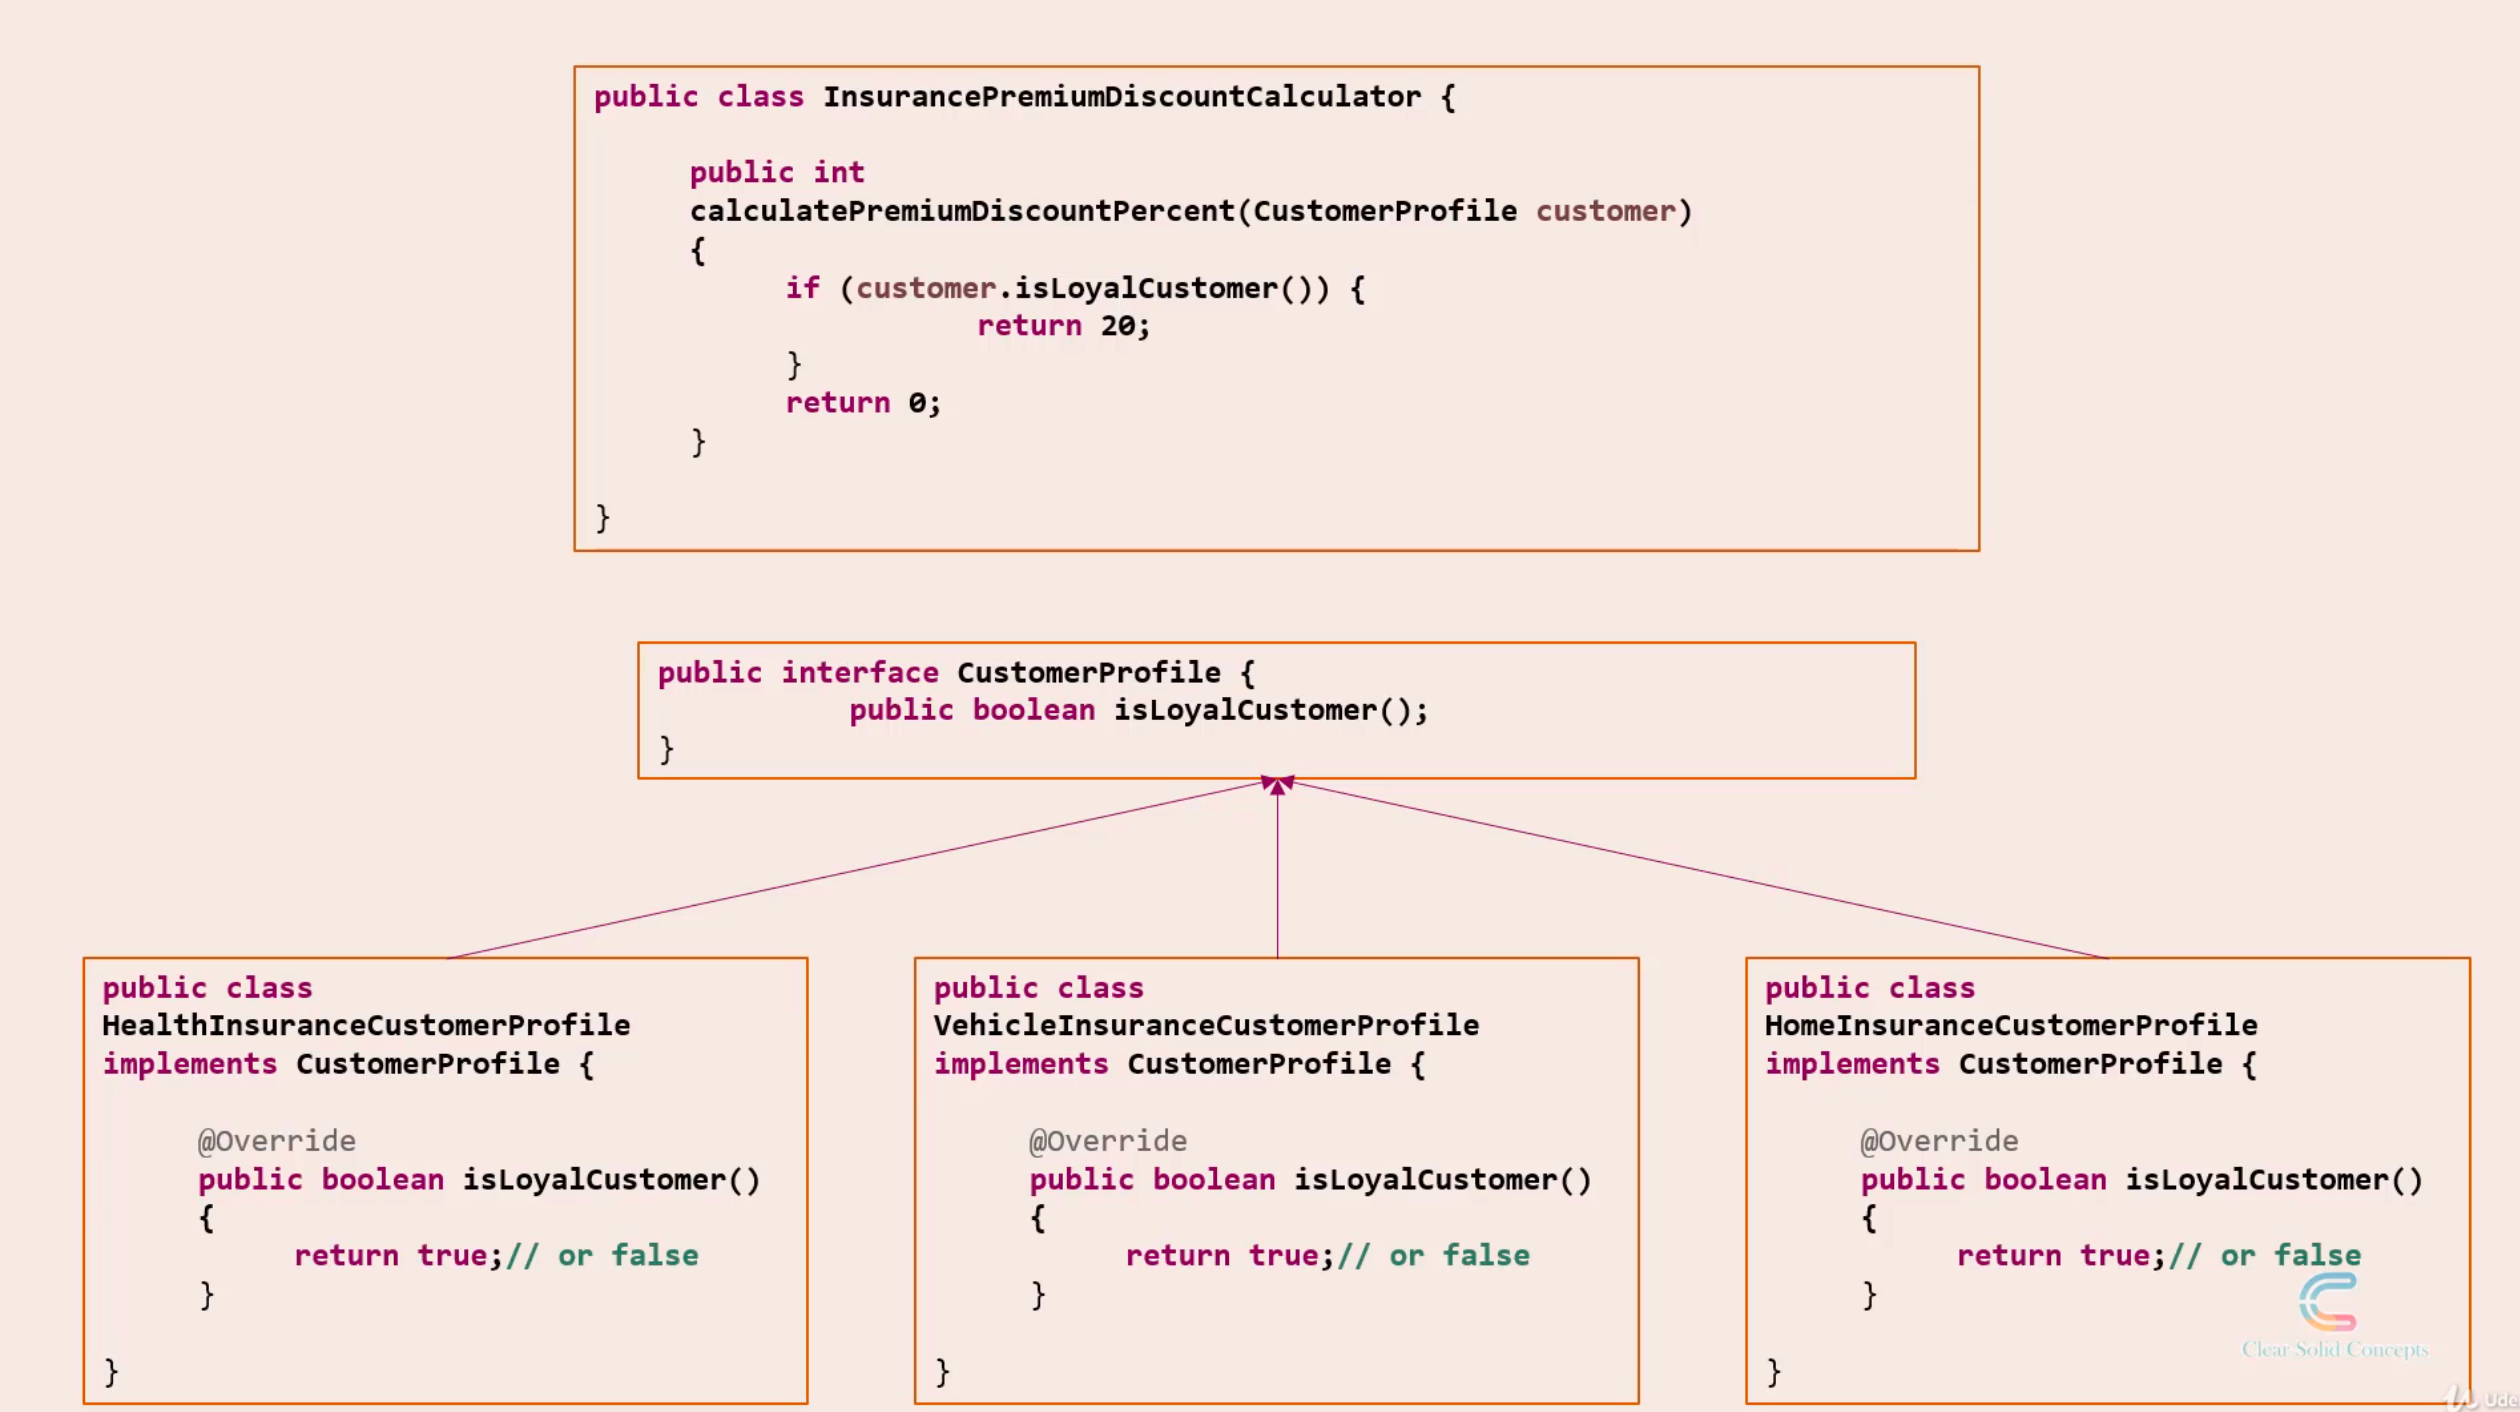 public class InsurancePremiumDiscountCalculator {
public int
calculatePremiumDiscountPercent(CustomerProfile customer)
{
if (customer.isLoyalCustomer()) {
return 20;
}
return 0;
}
}
public interface CustomerProfile {
public boolean isLoyalCustomer();
}
public class
HealthInsuranceCustomerProfile
implements CustomerProfile {
@Override
public boolean isLoyalCustomer()
{
return true;// or false
}
}
public class
VehicleInsuranceCustomerProfile
implements CustomerProfile {
@Override
public boolean isLoyalCustomer()
{
return true;// or false
}
}
public class
HomeInsuranceCustomerProfile
implements CustomerProfile {
@Override
public boolean isLoyalCustomer()
{
return true;// or false
}
}
Clear Solid Concepts